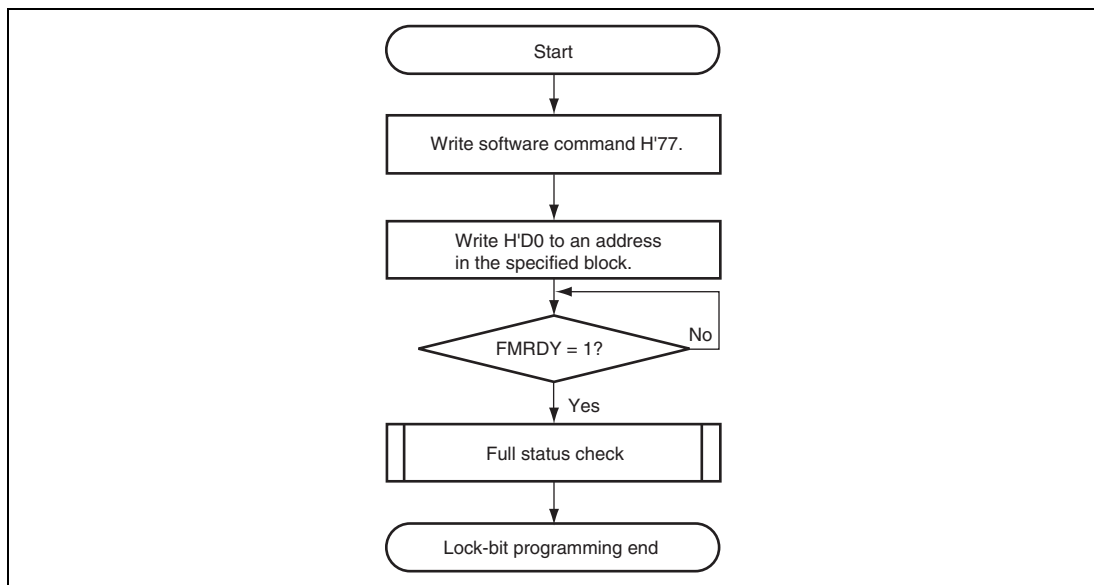 Start
Write software command H'77.
Write H'D0 to an address
in the specified block.
No
FMRDY = 1?
Yes
Full status check
Lock-bit programming end